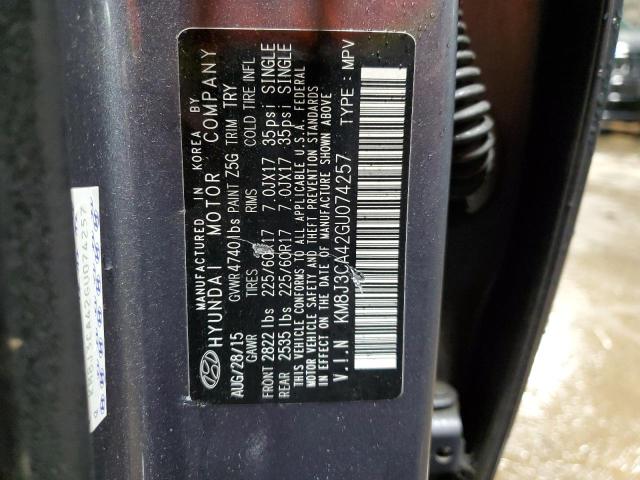 MANUFACTURED IN KOREA BY
HYUNDAI MOTOR COMPANY
AUG/28/15 GVWR 4740lbs PAINT Z5G TRIM TRY
GAWR TIRES RIMS COLD TIRE INFL
FRONT 2822 lbs 225/60R17 7.0JX17 35psi SINGLE
REAR 2535 lbs 225/60R17 7.0JX17 35psi SINGLE
THIS VEHICLE CONFORMS TO ALL APPLICABLE U.S.A. FEDERAL
MOTOR VEHICLE SAFETY AND THEFT PREVENTION STANDARDS
IN EFFECT ON THE DATE OF MANUFACTURE SHOWN ABOVE
V.I.N KM8J3CA42GU074257 TYPE : MPV